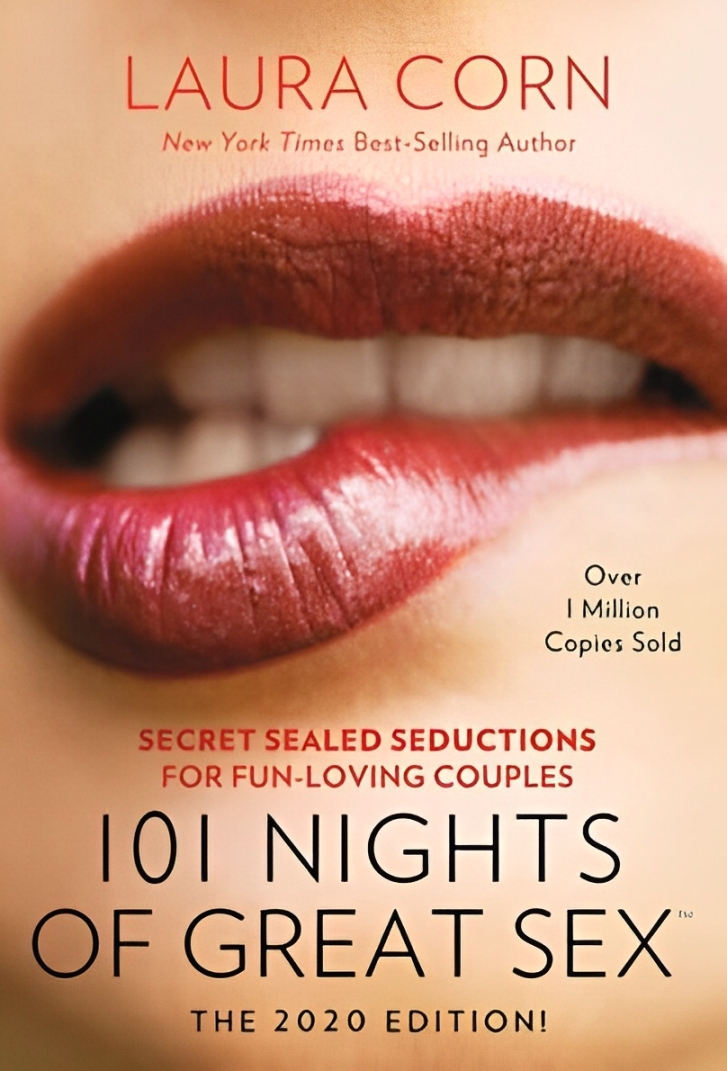 LAURA CORN
New York Times Best-Selling Author
Over
1 Million
Copies Sold
SECRET SEALED SEDUCTIONS
FOR FUN-LOVING COUPLES
101 NIGHTS
OF GREAT SEX™
THE 2020 EDITION!